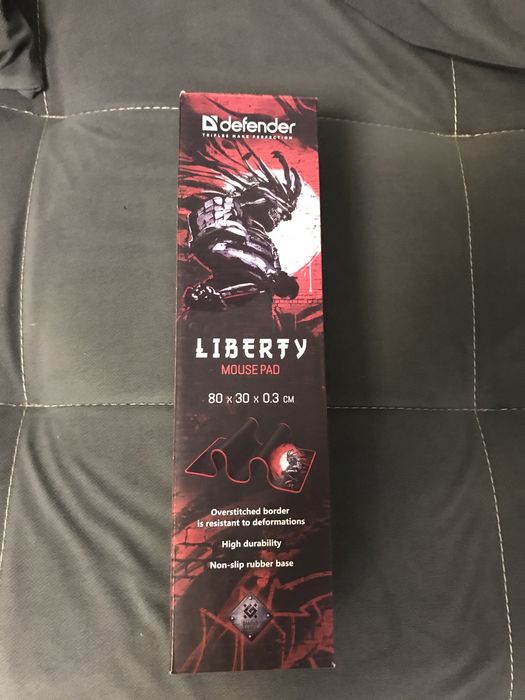 defender
TRIFLES MAKE PERFECTION
LIBERTY
MOUSE PAD
80 x 30 x 0.3 CM
Overstitched border
is resistant to deformations
High durability
Non-slip rubber base